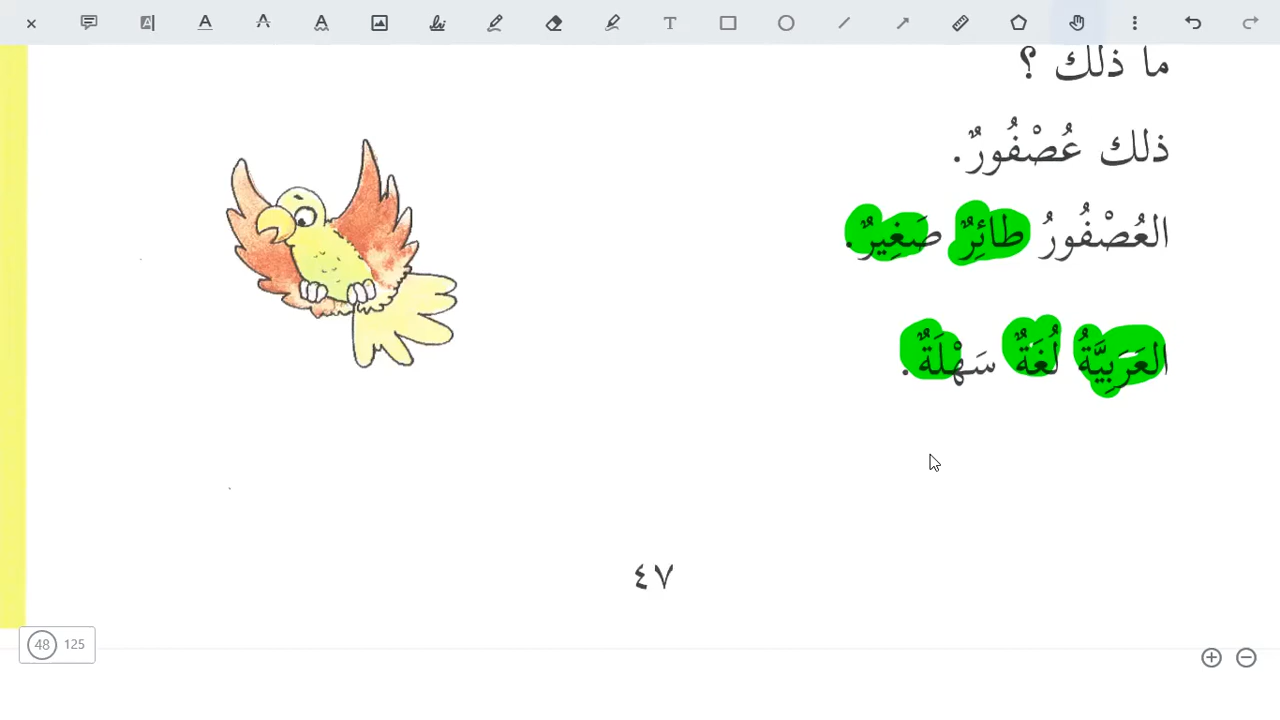 ما ذلك ؟
ذلك عُصْفُورٌ.
العُصْفُورُ طائِرٌ صَغِيرٌ.
العَرَبِيَّةُ لُغَةٌ سَهْلَةٌ.
٤٧
48 125